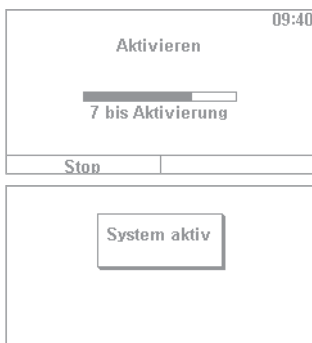 09:40
Aktivieren
7 bis Aktivierung
Stop
System aktiv